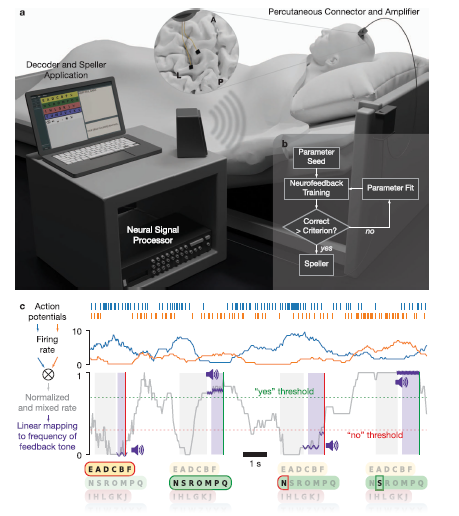 a
Percutaneous Connector and Amplifier
A
L
P
Decoder and Speller
Application
b
Parameter
Seed
Neurofeedback
Training
Parameter Fit
Correct
> Criterion?
no
yes
Speller
Neural Signal
Processor
c
Action
potentials
Firing
rate
10
0
Normalized
and mixed rate
Linear mapping
to frequency of
feedback tone
1
0
"yes" threshold
"no" threshold
1 s
EADCBF EADCBF EADCBF EADCBF
NSROMPQ NSROMPQ NSROMPQ NSROMPQ
IHLGKJ IHLGKJ IHLGKJ IHLGKJ